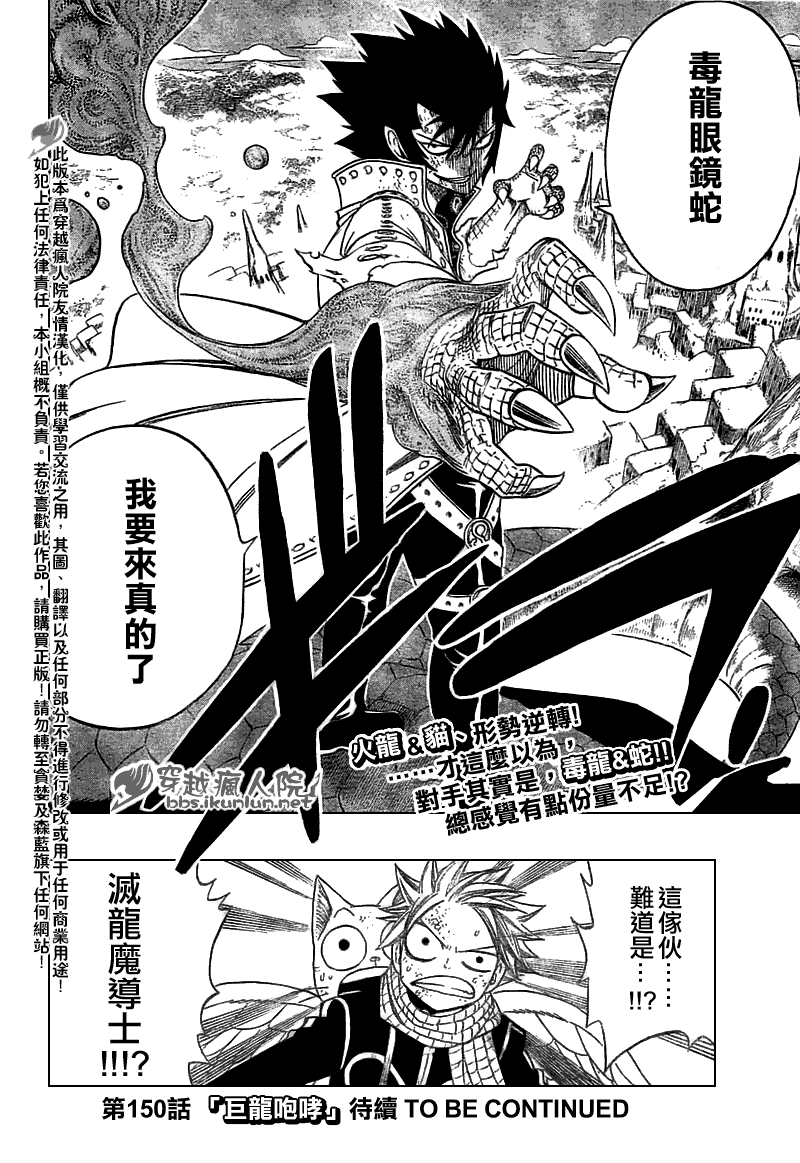 毒龍眼鏡蛇
我要來真的了
火龍&貓、形勢逆轉!
……才這麼以為，
對手其實是，毒龍&蛇!!
總感覺有點份量不足!?
這傢伙……
難道是…
!!?
滅龍魔導士
!!!?
第150話 「巨龍咆哮」待續 TO BE CONTINUED
穿越瘋人院
bbs.ikunlun.net
此版本爲穿越瘋人院友情漢化，僅供學習交流之用，其圖、翻譯以及任何部分不得進行修改或用于任何商業用途！
如犯上任何法律責任，本小組概不負責。若您喜歡此作品，請購買正版！請勿轉至貪婪及森藍旗下任何網站！